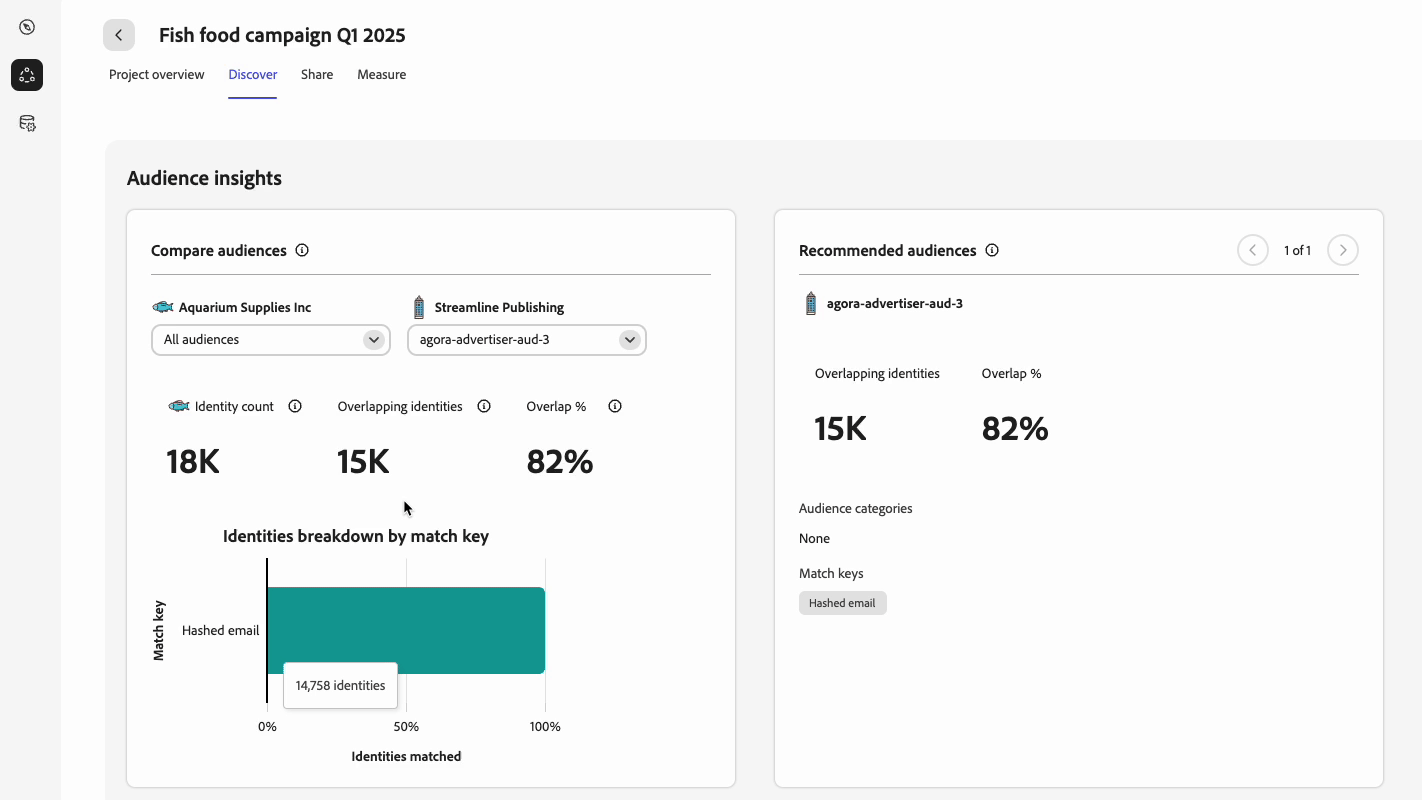 Fish food campaign Q1 2025
Project overview Discover Share Measure
Audience insights
Compare audiences
Aquarium Supplies Inc Streamline Publishing
All audiences agora-advertiser-aud-3
Identity count Overlapping identities Overlap %
18K 15K 82%
Identities breakdown by match key
Match key
Hashed email
14,758 identities
0% 50% 100%
Identities matched
Recommended audiences 1 of 1
agora-advertiser-aud-3
Overlapping identities Overlap %
15K 82%
Audience categories
None
Match keys
Hashed email